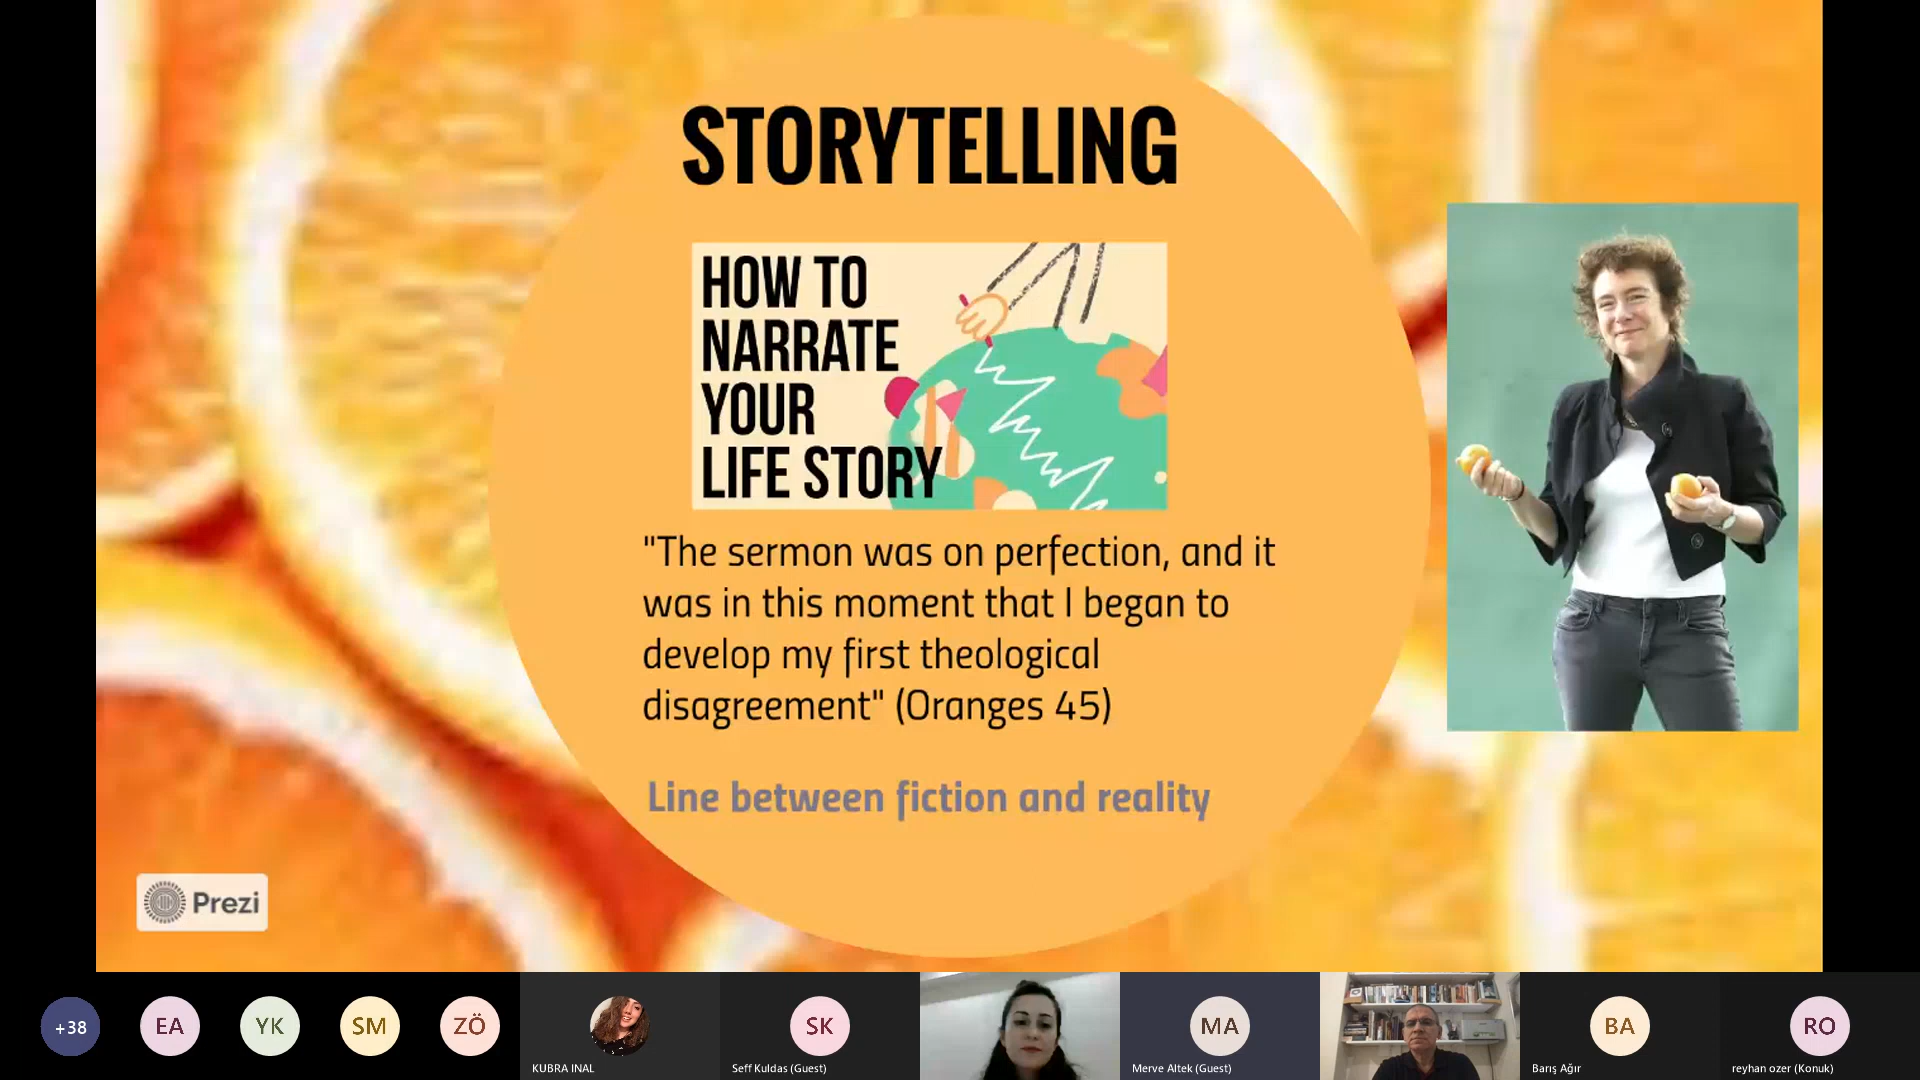 STORYTELLING
HOW TO
NARRATE
YOUR
LIFE STORY
"The sermon was on perfection, and it
was in this moment that I began to
develop my first theological
disagreement" (Oranges 45)
Line between fiction and reality
Prezi
+38
EA
YK
SM
ZÖ
KUBRA INAL
SK
Seff Kuldas (Guest)
MA
Merve Altek (Guest)
BA
Barış Ağır
RO
reyhan ozer (Konuk)